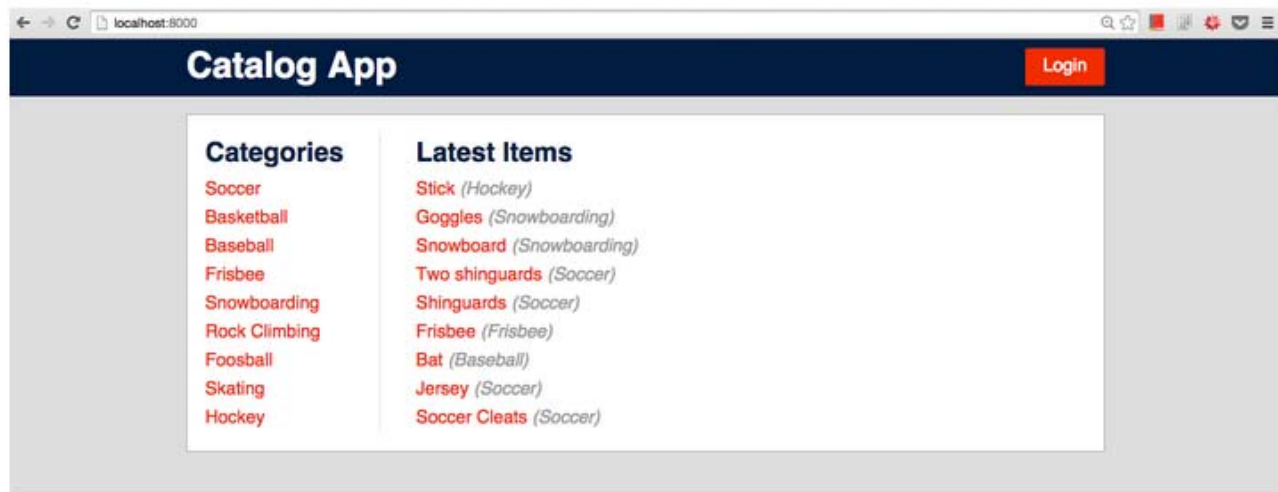 localhost:8000
Catalog App
Login
Categories
Soccer
Basketball
Baseball
Frisbee
Snowboarding
Rock Climbing
Foosball
Skating
Hockey
Latest Items
Stick (Hockey)
Goggles (Snowboarding)
Snowboard (Snowboarding)
Two shinguards (Soccer)
Shinguards (Soccer)
Frisbee (Frisbee)
Bat (Baseball)
Jersey (Soccer)
Soccer Cleats (Soccer)